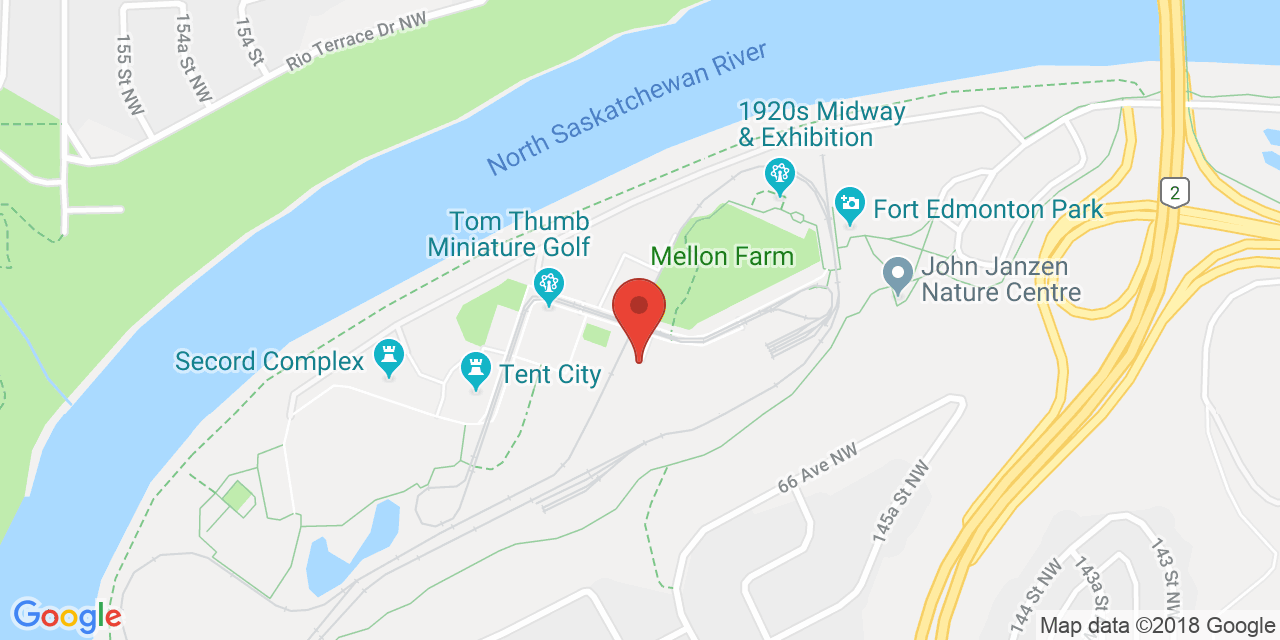 155 St NW
154a St NW
154 St
Rio Terrace Dr NW
North Saskatchewan River
1920s Midway
& Exhibition
2
Tom Thumb
Miniature Golf
Fort Edmonton Park
Mellon Farm
John Janzen
Nature Centre
Secord Complex
Tent City
66 Ave NW
145a St NW
144 St NW
143a St
143 St NW
Google
Map data ©2018 Google